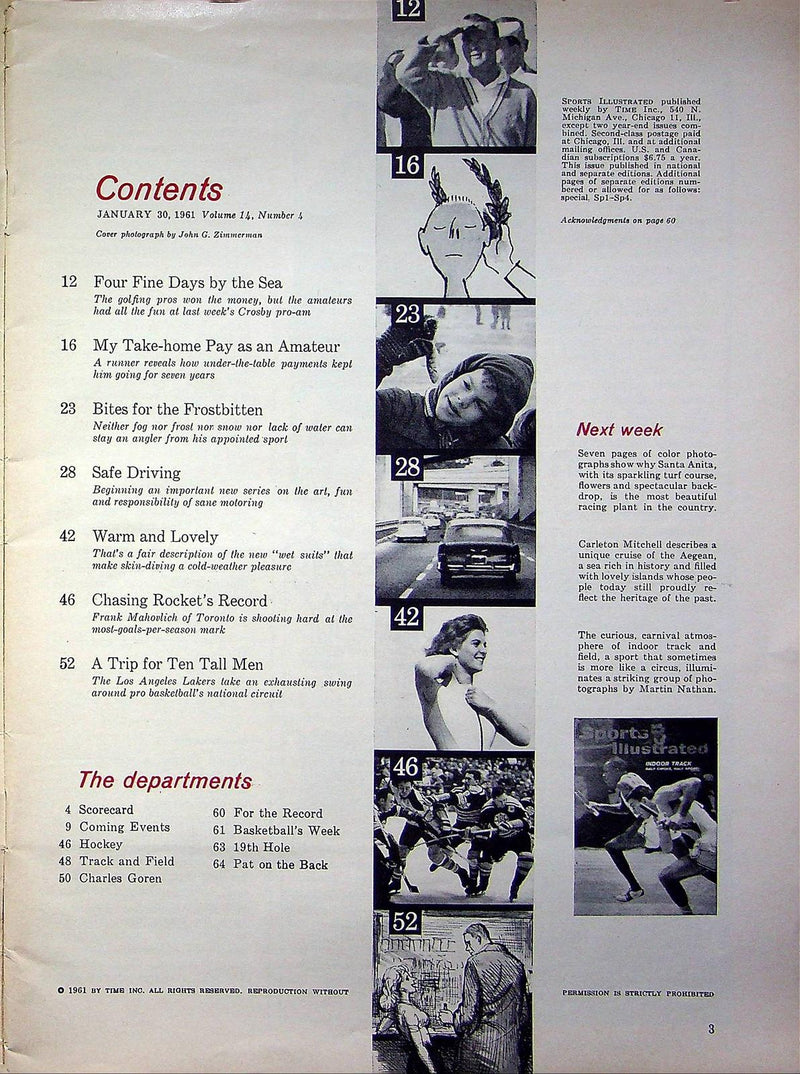 Contents
JANUARY 30, 1961 Volume 14, Number 4
Cover photograph by John G. Zimmerman
12 Four Fine Days by the Sea
The golfing pros won the money, but the amateurs
had all the fun at last week's Crosby pro-am
16 My Take-home Pay as an Amateur
A runner reveals how under-the-table payments kept
him going for seven years
23 Bites for the Frostbitten
Neither fog nor frost nor snow nor lack of water can
stay an angler from his appointed sport
28 Safe Driving
Beginning an important new series on the art, fun
and responsibility of sane motoring
42 Warm and Lovely
That's a fair description of the new "wet suits" that
make skin-diving a cold-weather pleasure
46 Chasing Rocket's Record
Frank Mahovlich of Toronto is shooting hard at the
most-goals-per-season mark
52 A Trip for Ten Tall Men
The Los Angeles Lakers take an exhausting swing
around pro basketball's national circuit
The departments
4 Scorecard
9 Coming Events
46 Hockey
48 Track and Field
50 Charles Goren
60 For the Record
61 Basketball's Week
63 19th Hole
64 Pat on the Back
12
16
23
28
42
46
52
SPORTS ILLUSTRATED published
weekly by TIME Inc., 540 N.
Michigan Ave., Chicago 11, Ill.,
except two year-end issues com-
bined. Second-class postage paid
at Chicago, Ill. and at additional
mailing offices. U.S. and Cana-
dian subscriptions $6.75 a year.
This issue published in national
and separate editions. Additional
pages of separate editions num-
bered or allowed for as follows:
special, Sp1-Sp4.
Acknowledgments on page 60
Next week
Seven pages of color photo-
graphs show why Santa Anita,
with its sparkling turf course,
flowers and spectacular back-
drop, is the most beautiful
racing plant in the country.
Carleton Mitchell describes a
unique cruise of the Aegean,
a sea rich in history and filled
with lovely islands whose peo-
ple today still proudly re-
flect the heritage of the past.
The curious, carnival atmos-
phere of indoor track and
field, a sport that sometimes
is more like a circus, illumi-
nates a striking group of pho-
tographs by Martin Nathan.
Sports
Illustrated
INDOOR TRACK
HALF CIRCUS, HALF SPORT
© 1961 BY TIME INC. ALL RIGHTS RESERVED. REPRODUCTION WITHOUT PERMISSION IS STRICTLY PROHIBITED
3